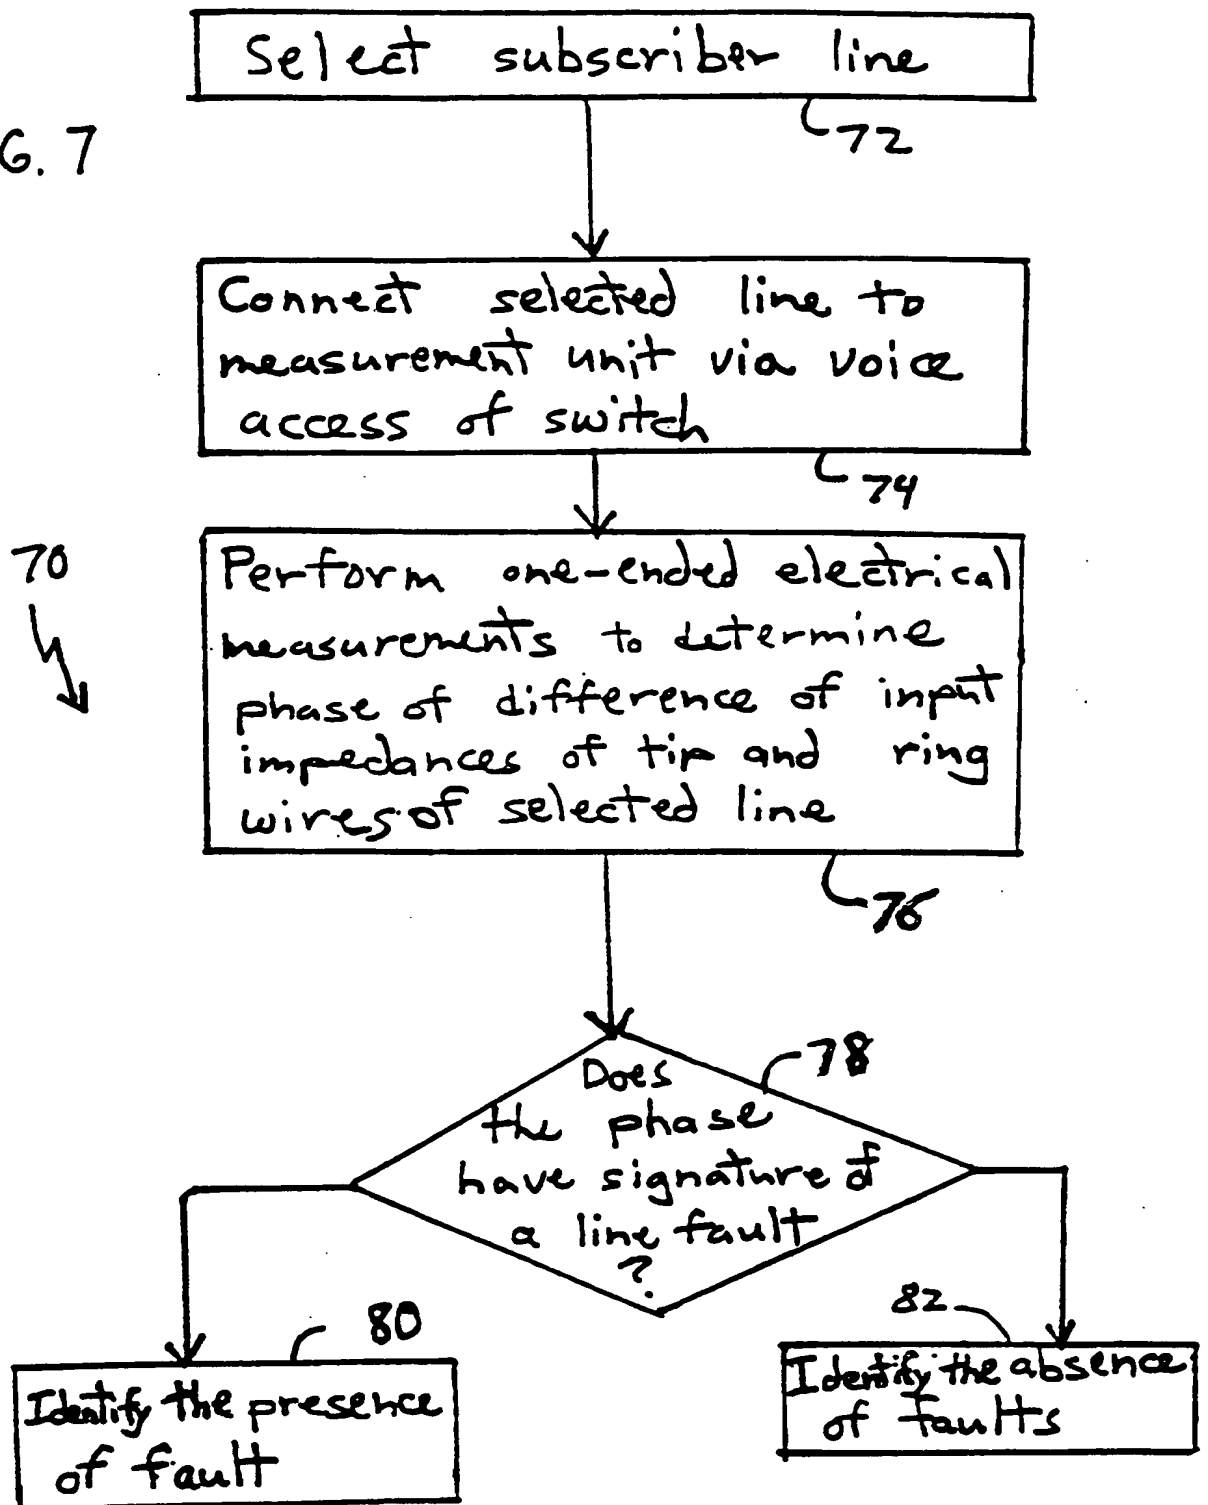 Select subscriber line
72
G. 7
Connect selected line to
measurement unit via voice
access of switch
74
70
Perform one-ended electrical
measurements to determine
phase of difference of input
impedances of tip and ring
wires of selected line
76
78
Does
the phase
have signature of
a line fault
?
80
Identify the presence
of fault
82
Identify the absence
of faults